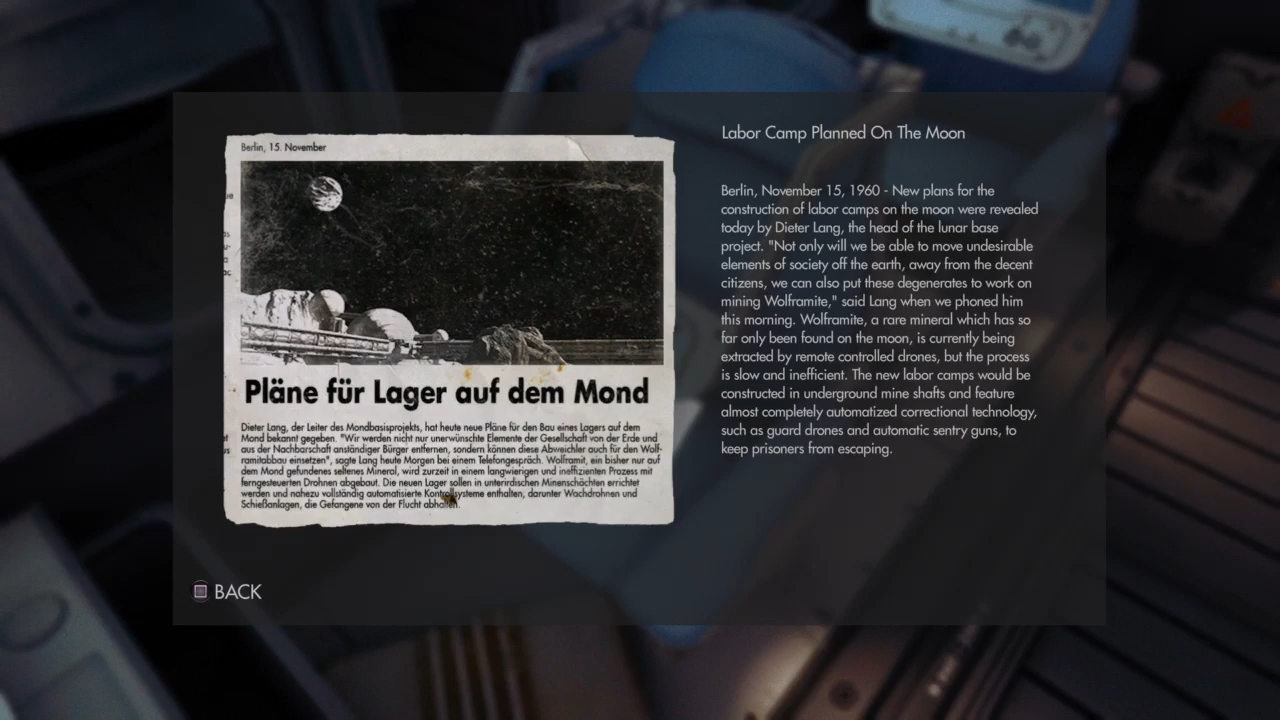 Berlin, 15. November
Pläne für Lager auf dem Mond
Dieter Lang, der Leiter des Mondbasisprojekts, hat heute neue Pläne für den Bau eines Lagers auf dem
Mond bekannt gegeben. "Wir werden nicht nur unerwünschte Elemente der Gesellschaft von der Erde und
aus der Nachbarschaft anständiger Bürger entfernen, sondern können diese Abweichler auch für den Wolf-
ramitabbau einsetzen", sagte Lang heute Morgen bei einem Telefongespräch. Wolframit, ein bisher nur auf
dem Mond gefundenes seltenes Mineral, wird zurzeit in einem langwierigen und ineffizienten Prozess mit
ferngesteuerten Drohnen abgebaut. Die neuen Lager sollen in unterirdischen Minenschächten errichtet
werden und nahezu vollständig automatisierte Kontrollsysteme enthalten, darunter Wachdrohnen und
Schießanlagen, die Gefangene von der Flucht abhalten.
Labor Camp Planned On The Moon
Berlin, November 15, 1960 - New plans for the
construction of labor camps on the moon were revealed
today by Dieter Lang, the head of the lunar base
project. "Not only will we be able to move undesirable
elements of society off the earth, away from the decent
citizens, we can also put these degenerates to work on
mining Wolframite," said Lang when we phoned him
this morning. Wolframite, a rare mineral which has so
far only been found on the moon, is currently being
extracted by remote controlled drones, but the process
is slow and inefficient. The new labor camps would be
constructed in underground mine shafts and feature
almost completely automatized correctional technology,
such as guard drones and automatic sentry guns, to
keep prisoners from escaping.
BACK